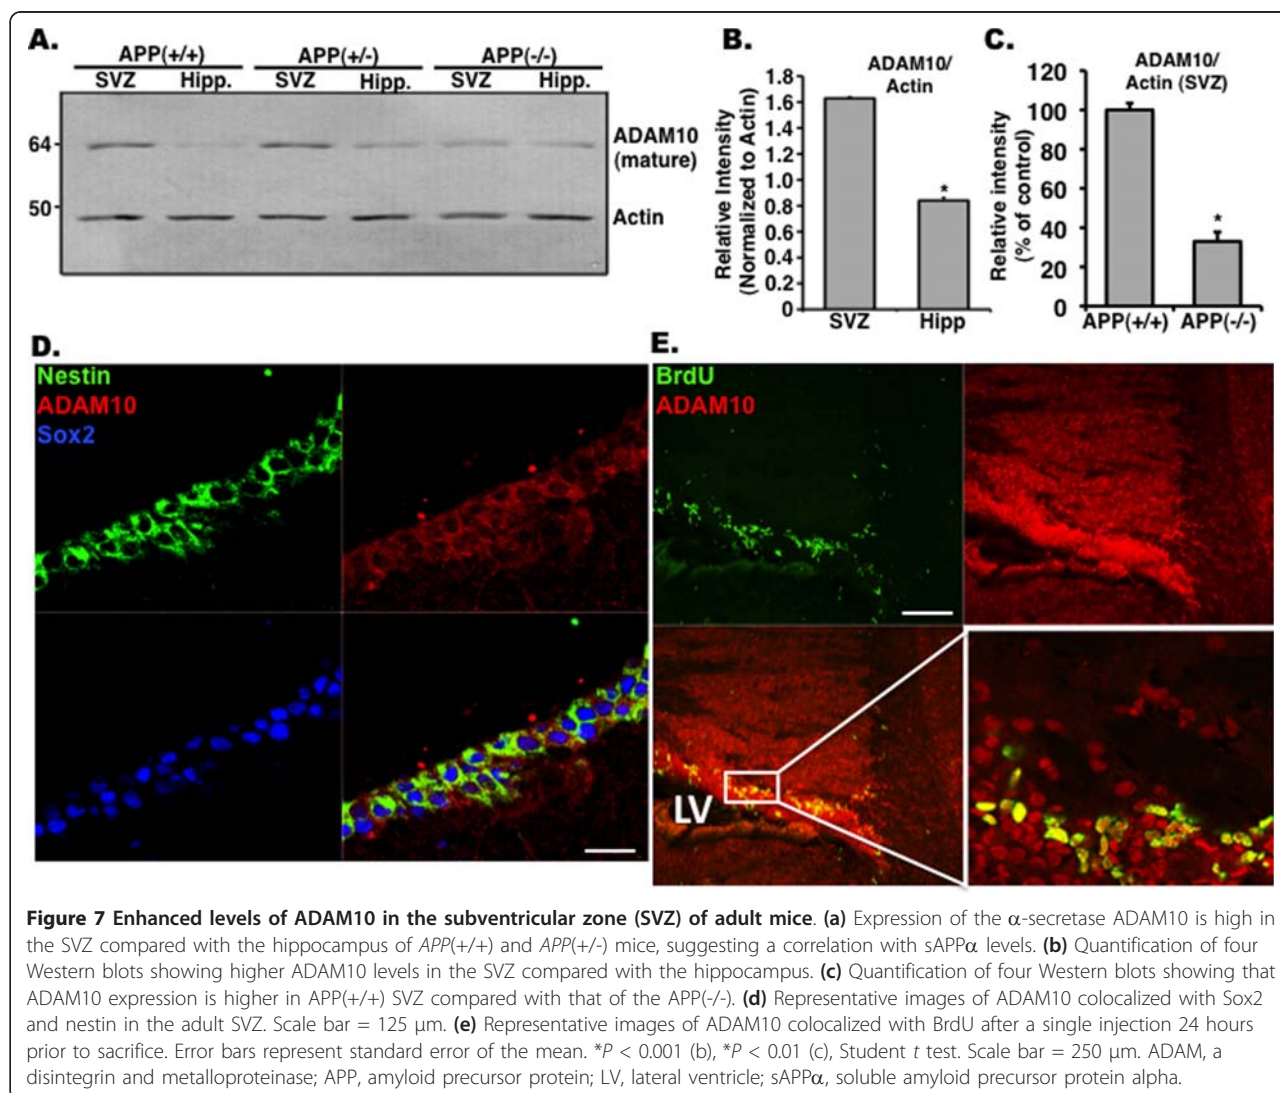 A.
APP(+/+) APP(+/-) APP(-/-)
SVZ Hipp. SVZ Hipp. SVZ Hipp.
64
ADAM10
(mature)
50
Actin
B.
ADAM10/
Actin
Relative Intensity
(Normalized to Actin)
1.8
1.6
1.4
1.2
1.0
0.8
0.6
0.4
0.2
0
*
SVZ Hipp
C.
ADAM10/
Actin (SVZ)
Relative intensity
(% of control)
120
100
80
60
40
20
0
*
APP(+/+) APP(-/-)
D.
Nestin
ADAM10
Sox2
E.
BrdU
ADAM10
LV
Figure 7 Enhanced levels of ADAM10 in the subventricular zone (SVZ) of adult mice. (a) Expression of the α-secretase ADAM10 is high in
the SVZ compared with the hippocampus of APP(+/+) and APP(+/-) mice, suggesting a correlation with sAPPα levels. (b) Quantification of four
Western blots showing higher ADAM10 levels in the SVZ compared with the hippocampus. (c) Quantification of four Western blots showing that
ADAM10 expression is higher in APP(+/+) SVZ compared with that of the APP(-/-). (d) Representative images of ADAM10 colocalized with Sox2
and nestin in the adult SVZ. Scale bar = 125 μm. (e) Representative images of ADAM10 colocalized with BrdU after a single injection 24 hours
prior to sacrifice. Error bars represent standard error of the mean. *P < 0.001 (b), *P < 0.01 (c), Student t test. Scale bar = 250 μm. ADAM, a
disintegrin and metalloproteinase; APP, amyloid precursor protein; LV, lateral ventricle; sAPPα, soluble amyloid precursor protein alpha.